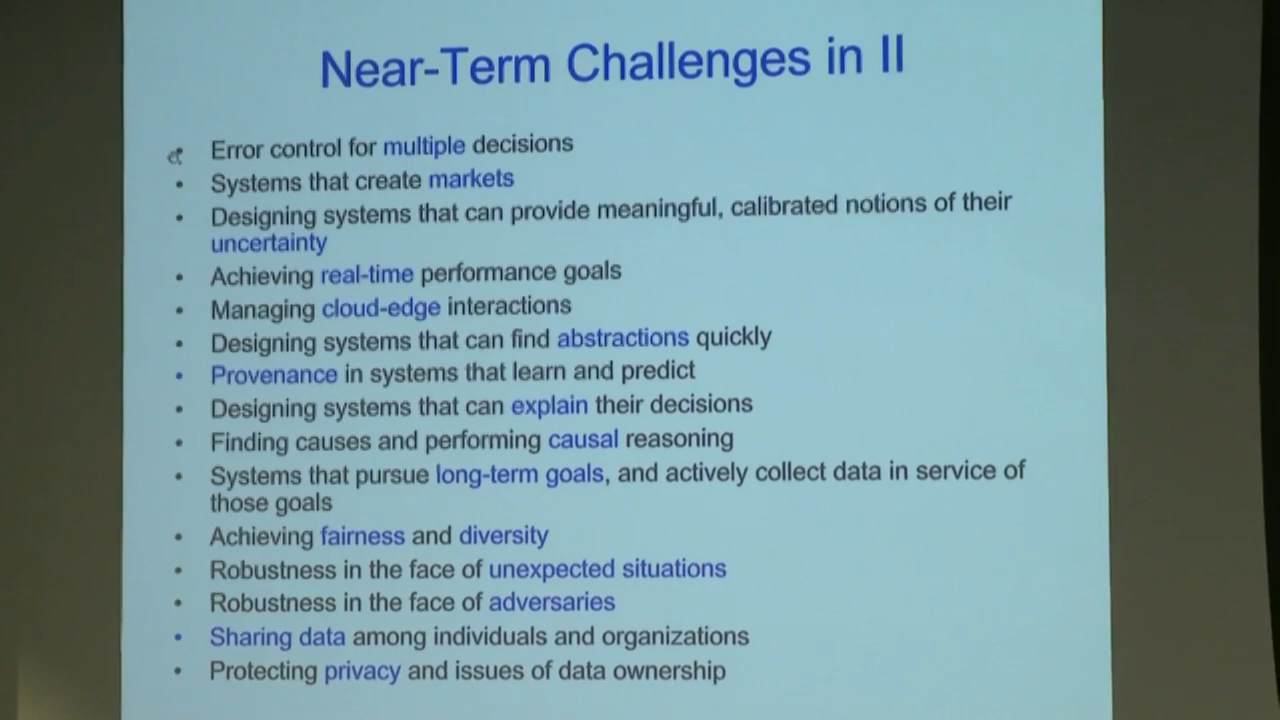 Near-Term Challenges in II
• Error control for multiple decisions
• Systems that create markets
• Designing systems that can provide meaningful, calibrated notions of their
uncertainty
• Achieving real-time performance goals
• Managing cloud-edge interactions
• Designing systems that can find abstractions quickly
• Provenance in systems that learn and predict
• Designing systems that can explain their decisions
• Finding causes and performing causal reasoning
• Systems that pursue long-term goals, and actively collect data in service of
those goals
• Achieving fairness and diversity
• Robustness in the face of unexpected situations
• Robustness in the face of adversaries
• Sharing data among individuals and organizations
• Protecting privacy and issues of data ownership